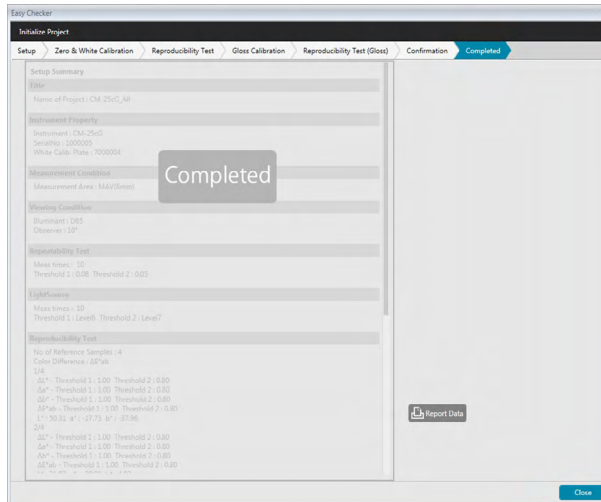 Easy Checker
Initialize Project
Setup Zero & White Calibration Reproducibility Test Gloss Calibration Reproducibility Test (Gloss) Confirmation Completed
Setup Summary
Title
Name of Project : CM-25cG_All
Instrument Property
Instrument : CM-25cG
SerialNo : 1000005
White Calib. Plate : 7000004
Measurement Condition
Measurement Area : MAV(8mm)
Completed
Viewing Condition
Illuminant : D65
Observer : 10°
Repeatability Test
Meas times : 10
Threshold 1 : 0.08 Threshold 2 : 0.05
LightSource
Meas times : 10
Threshold 1 : Level6 Threshold 2 : Level7
Reproducibility Test
No of Reference Samples : 4
Color Difference : ΔE*ab
1/4
ΔL* - Threshold 1 : 1.00 Threshold 2 : 0.80
Δa* - Threshold 1 : 1.00 Threshold 2 : 0.80
Δb* - Threshold 1 : 1.00 Threshold 2 : 0.80
ΔE*ab - Threshold 1 : 1.00 Threshold 2 : 0.80
L* : 50.31 a* : -27.73 b* : -37.96
1/4
ΔL* - Threshold 1 : 1.00 Threshold 2 : 0.80
Δa* - Threshold 1 : 1.00 Threshold 2 : 0.80
Δb* - Threshold 1 : 1.00 Threshold 2 : 0.80
ΔE*ab - Threshold 1 : 1.00 Threshold 2 : 0.80
Report Data
Close